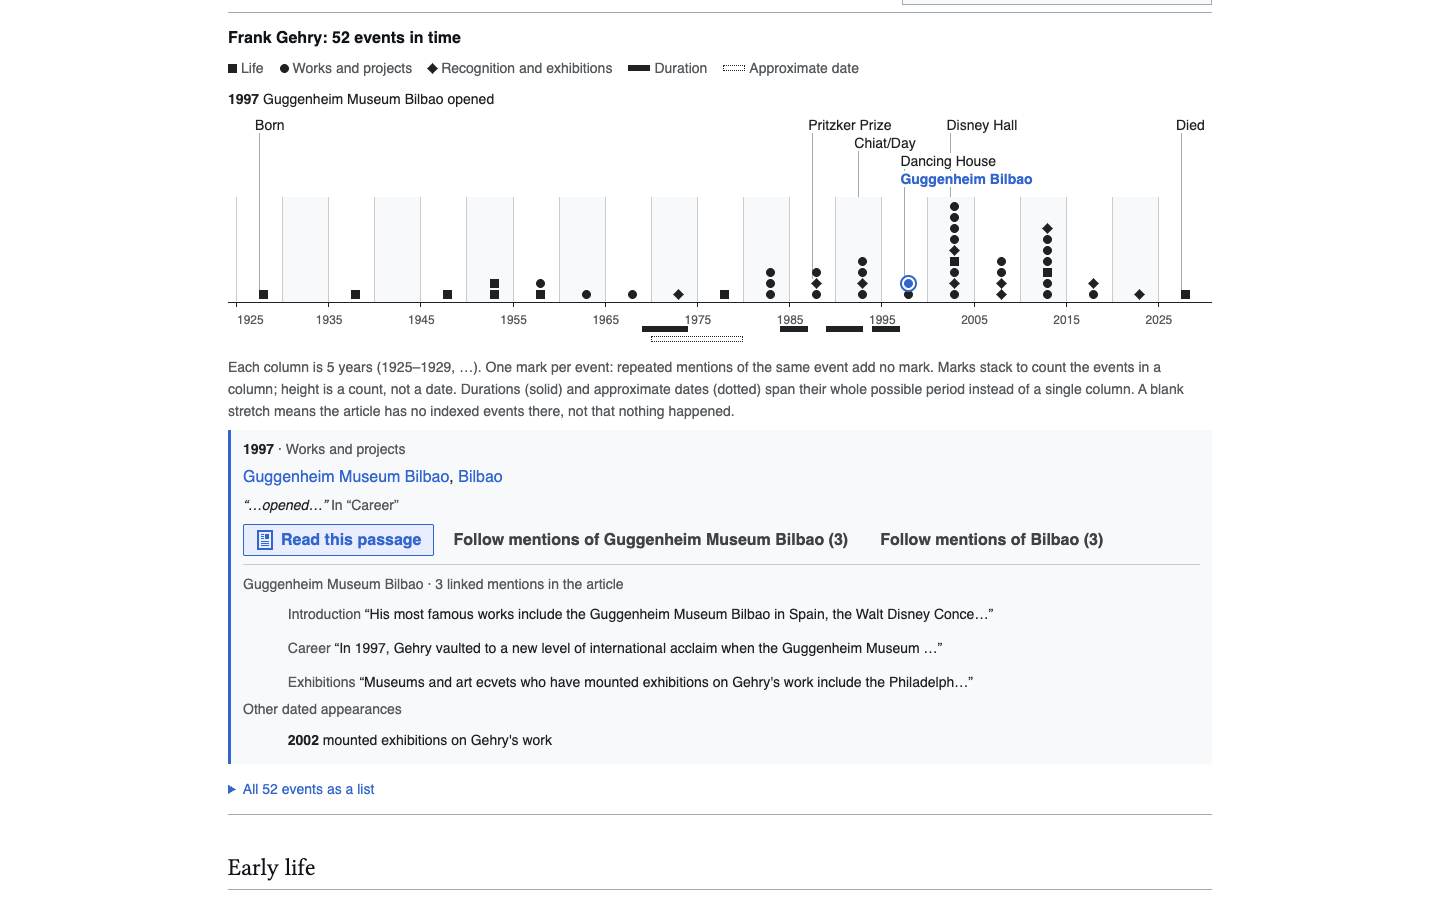 Frank Gehry: 52 events in time
Life Works and projects Recognition and exhibitions Duration Approximate date
1997 Guggenheim Museum Bilbao opened
Born Pritzker Prize Disney Hall Died
Chiat/Day
Dancing House
Guggenheim Bilbao
1925 1935 1945 1955 1965 1975 1985 1995 2005 2015 2025
Each column is 5 years (1925–1929, …). One mark per event: repeated mentions of the same event add no mark. Marks stack to count the events in a
column; height is a count, not a date. Durations (solid) and approximate dates (dotted) span their whole possible period instead of a single column. A blank
stretch means the article has no indexed events there, not that nothing happened.
1997 · Works and projects
Guggenheim Museum Bilbao, Bilbao
“…opened…” In “Career”
Read this passage Follow mentions of Guggenheim Museum Bilbao (3) Follow mentions of Bilbao (3)
Guggenheim Museum Bilbao · 3 linked mentions in the article
Introduction “His most famous works include the Guggenheim Museum Bilbao in Spain, the Walt Disney Conce…”
Career “In 1997, Gehry vaulted to a new level of international acclaim when the Guggenheim Museum …”
Exhibitions “Museums and art ecvets who have mounted exhibitions on Gehry's work include the Philadelph…”
Other dated appearances
2002 mounted exhibitions on Gehry's work
All 52 events as a list
Early life